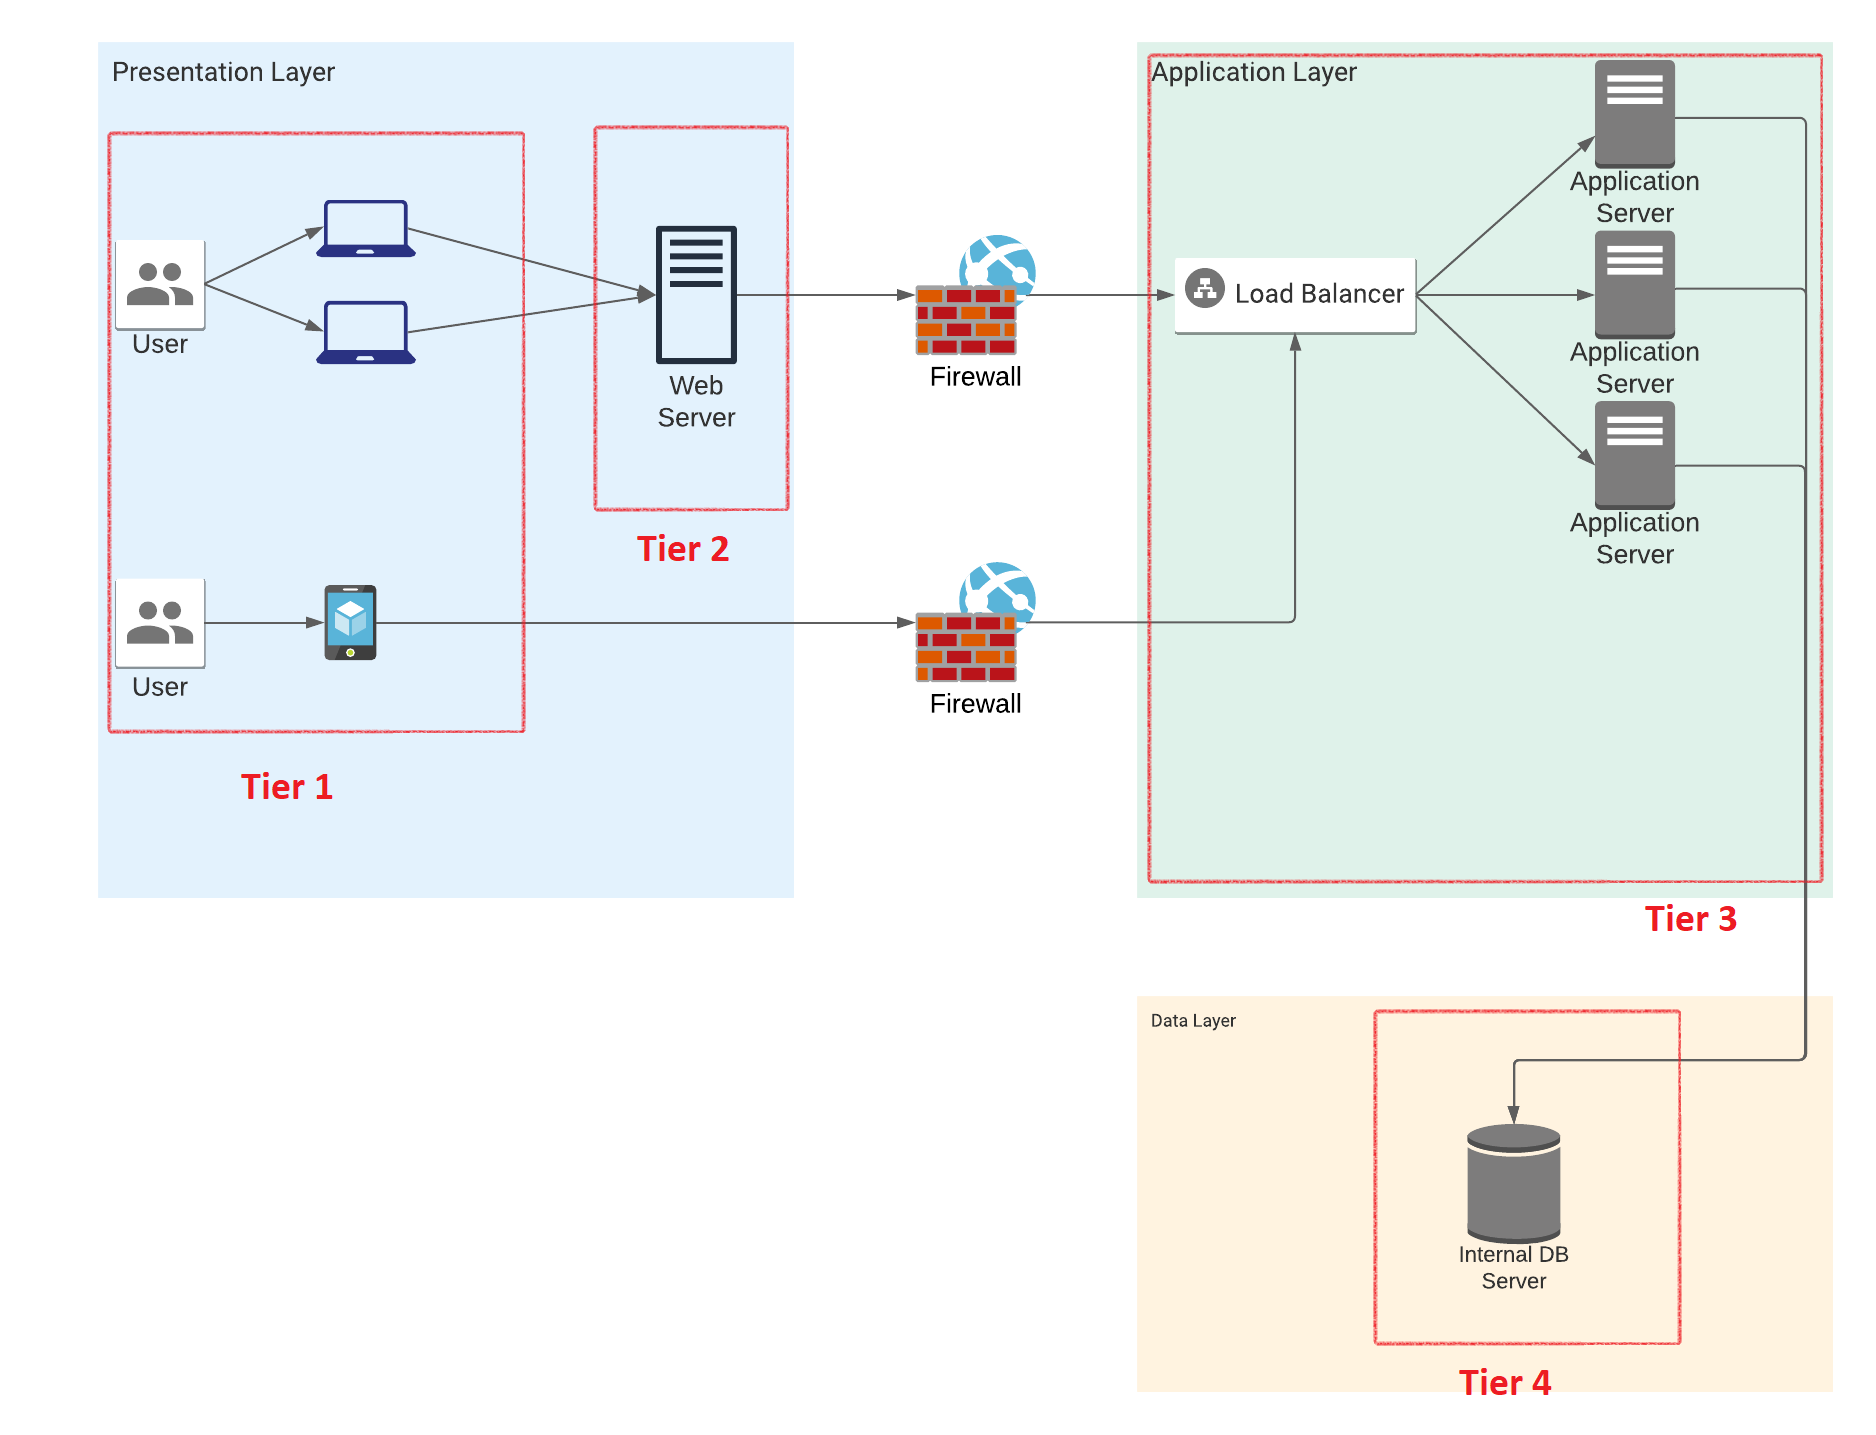 Presentation Layer
User
Web
Server
Tier 2
User
Tier 1
Firewall
Firewall
Application Layer
Load Balancer
Application
Server
Application
Server
Application
Server
Tier 3
Data Layer
Internal DB
Server
Tier 4